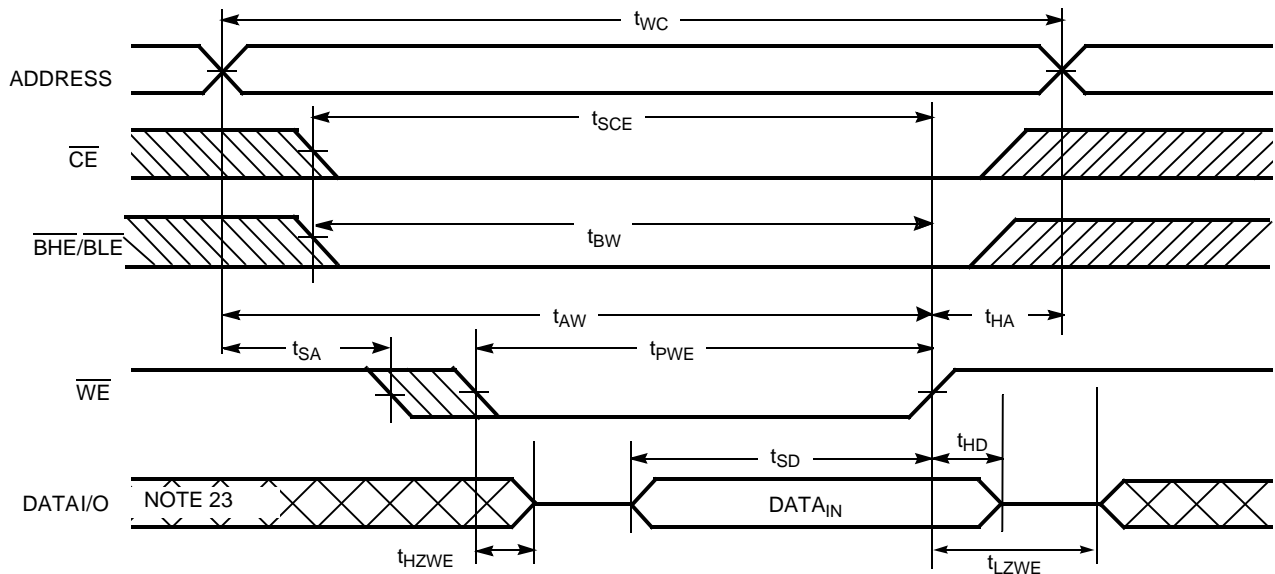 tWC
ADDRESS
tSCE
CE
tBW
BHE/BLE
tAW
tHA
tSA
tPWE
WE
tSD
tHD
DATAI/O
NOTE 23
DATAIN
tHZWE
tLZWE